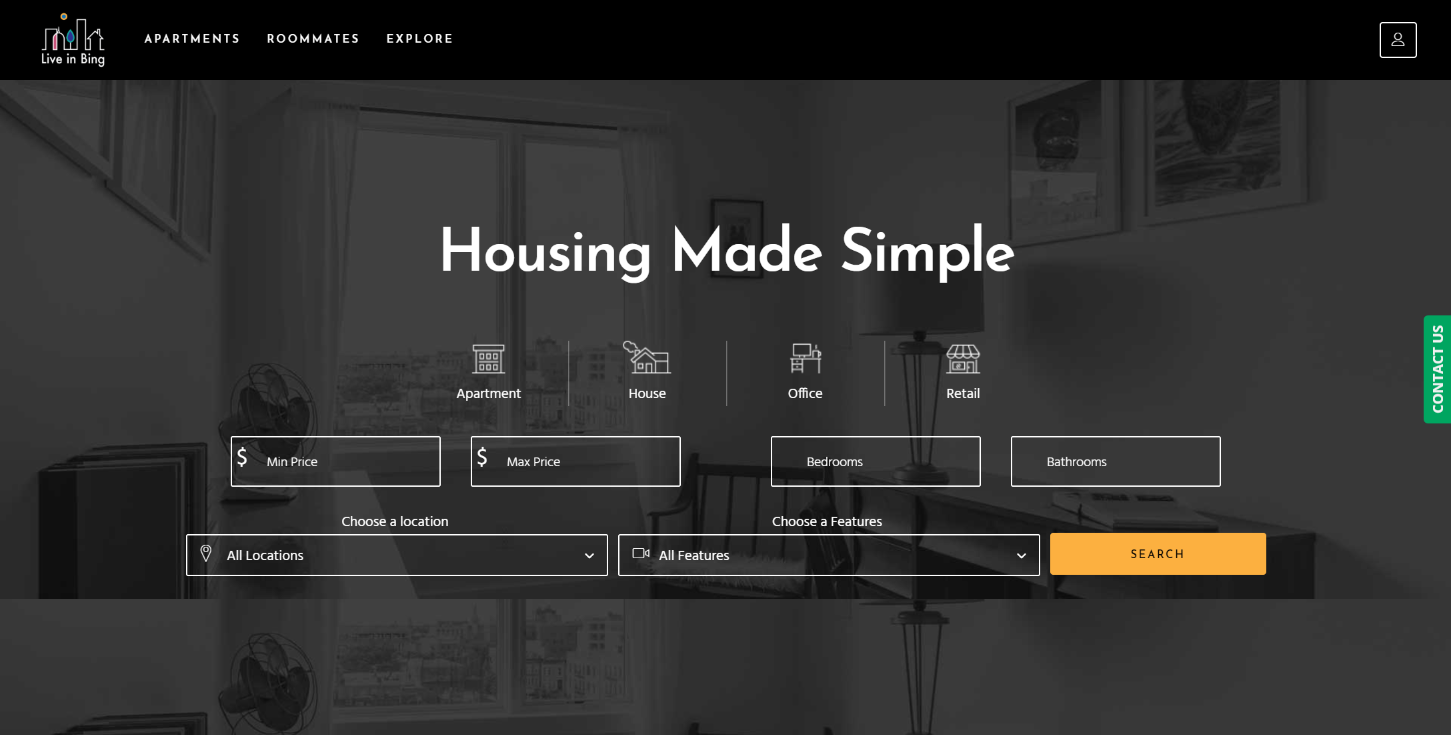 Live in Bing
APARTMENTS ROOMMATES EXPLORE
Housing Made Simple
Apartment House Office Retail
$ Min Price $ Max Price Bedrooms Bathrooms
Choose a location Choose a Features
All Locations All Features SEARCH
CONTACT US